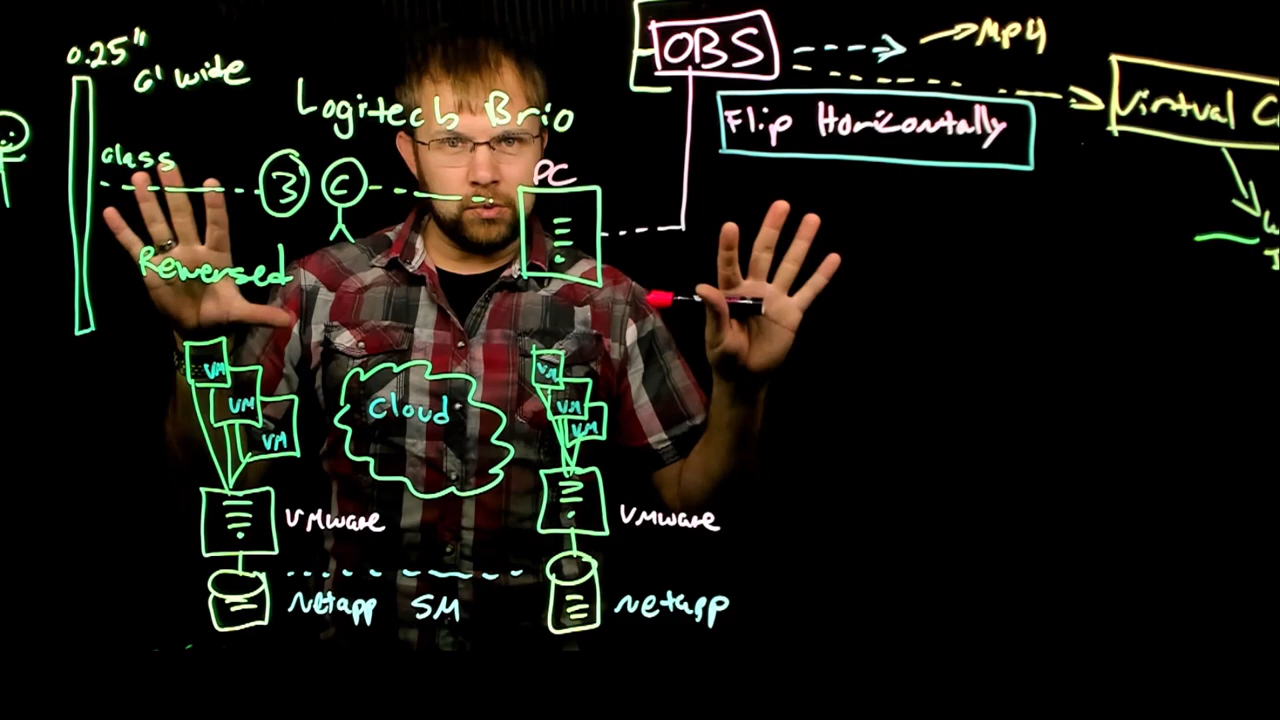 0.25"
6' wide
Logitech Brio
OBS
MP4
Flip Horizontally
Virtual
Glass
3'
C
PC
Rewersed
VM
VM
VM
Cloud
VM
VM
VM
VMware
VMware
Netapp SM
Netapp